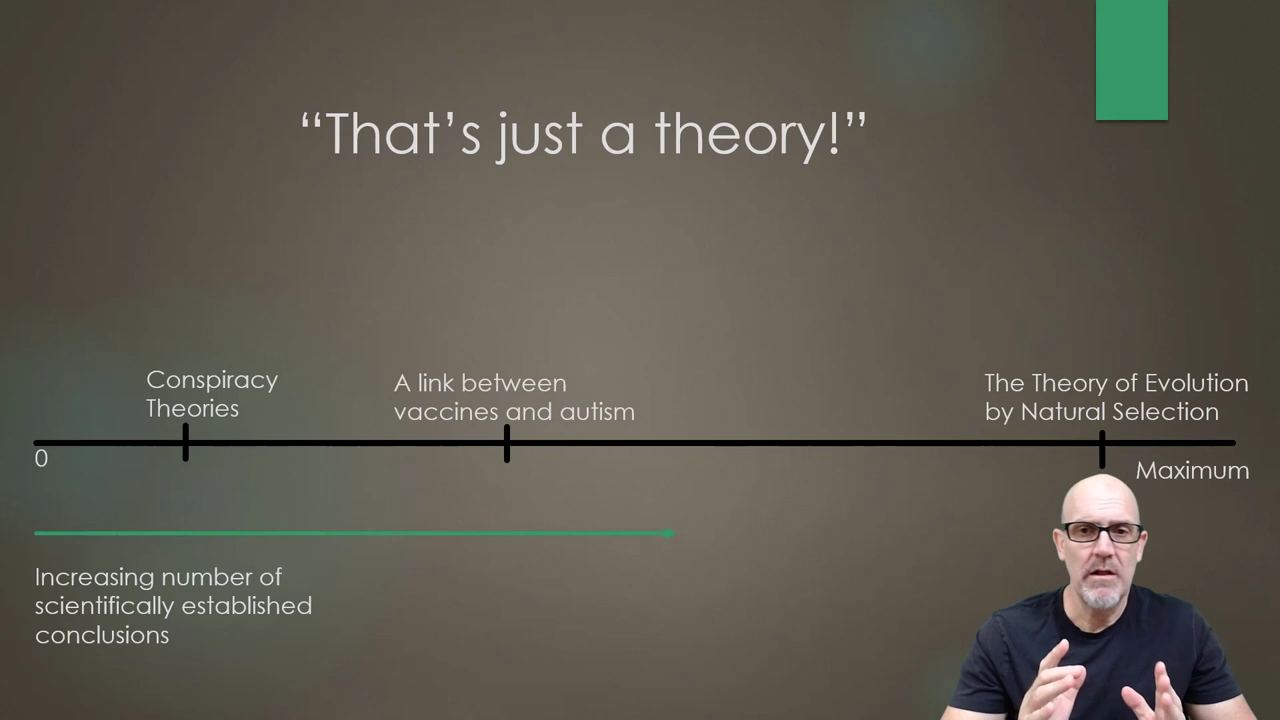 “That’s just a theory!”
Conspiracy
Theories
A link between
vaccines and autism
The Theory of Evolution
by Natural Selection
0
Maximum
Increasing number of
scientifically established
conclusions